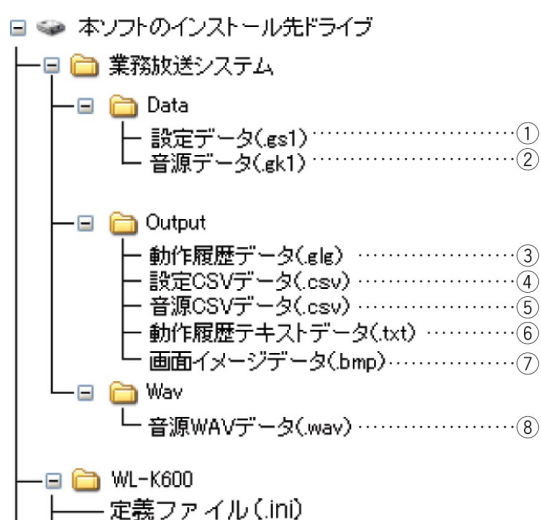 本ソフトのインストール先ドライブ
業務放送システム
Data
設定データ(.gs1)…………………………①
音源データ(.gk1)…………………………②
Output
動作履歴データ(.glg)…………………③
設定CSVデータ(.csv)…………………④
音源CSVデータ(.csv)…………………⑤
動作履歴テキストデータ(.txt)…………⑥
画面イメージデータ(.bmp)……………⑦
Wav
音源WAVデータ(.wav)…………………⑧
WL-K600
定義ファイル(.ini)